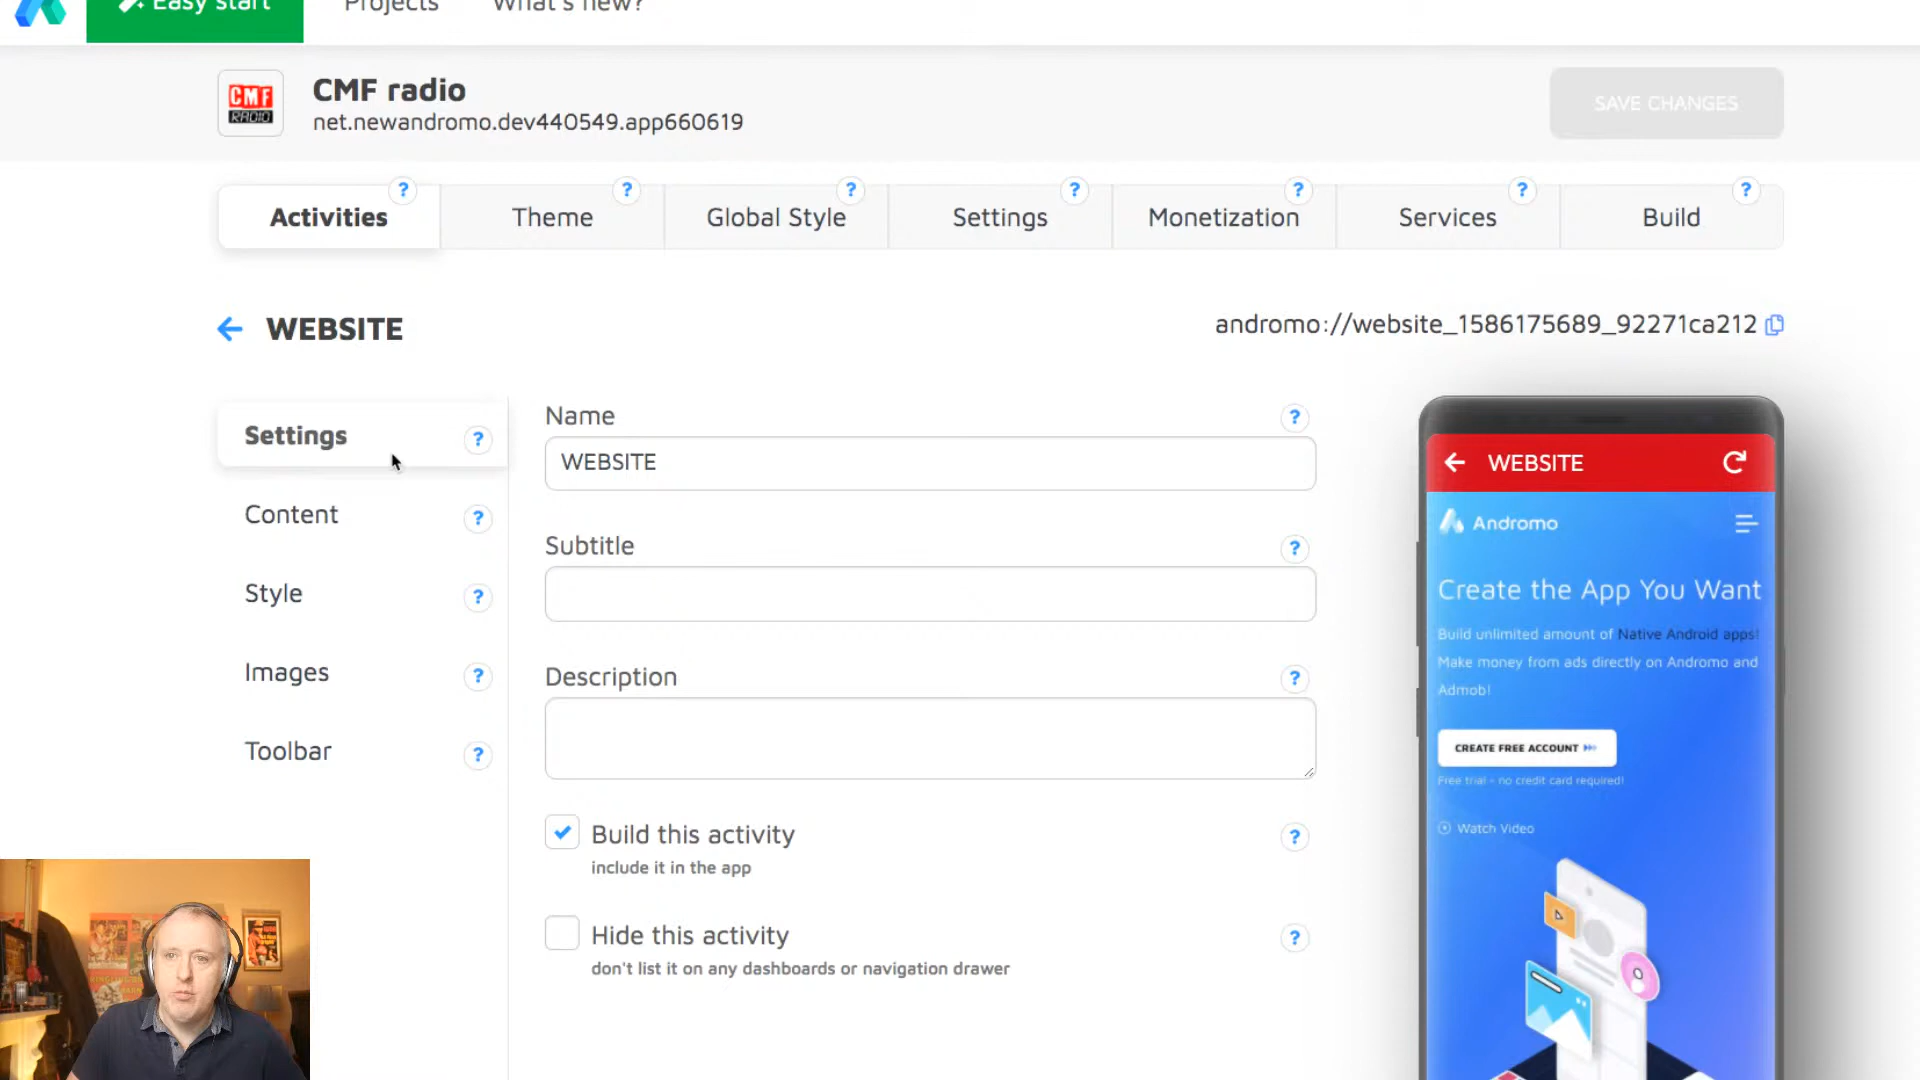 Easy start
Projects
What's new?
CMF
RADIO
CMF radio
net.newandromo.dev440549.app660619
SAVE CHANGES
Activities ?
Theme ?
Global Style ?
Settings ?
Monetization ?
Services ?
Build ?
WEBSITE
andromo://website_1586175689_92271ca212
Settings ?
Content ?
Style ?
Images ?
Toolbar ?
Name ?
WEBSITE
Subtitle ?
Description ?
Build this activity ?
include it in the app
Hide this activity ?
don't list it on any dashboards or navigation drawer
WEBSITE
Andromo
Create the App You Want
Build unlimited amount of Native Android apps!
Make money from ads directly on Andromo and
Admob!
CREATE FREE ACCOUNT
Free trial - no credit card required!
Watch Video